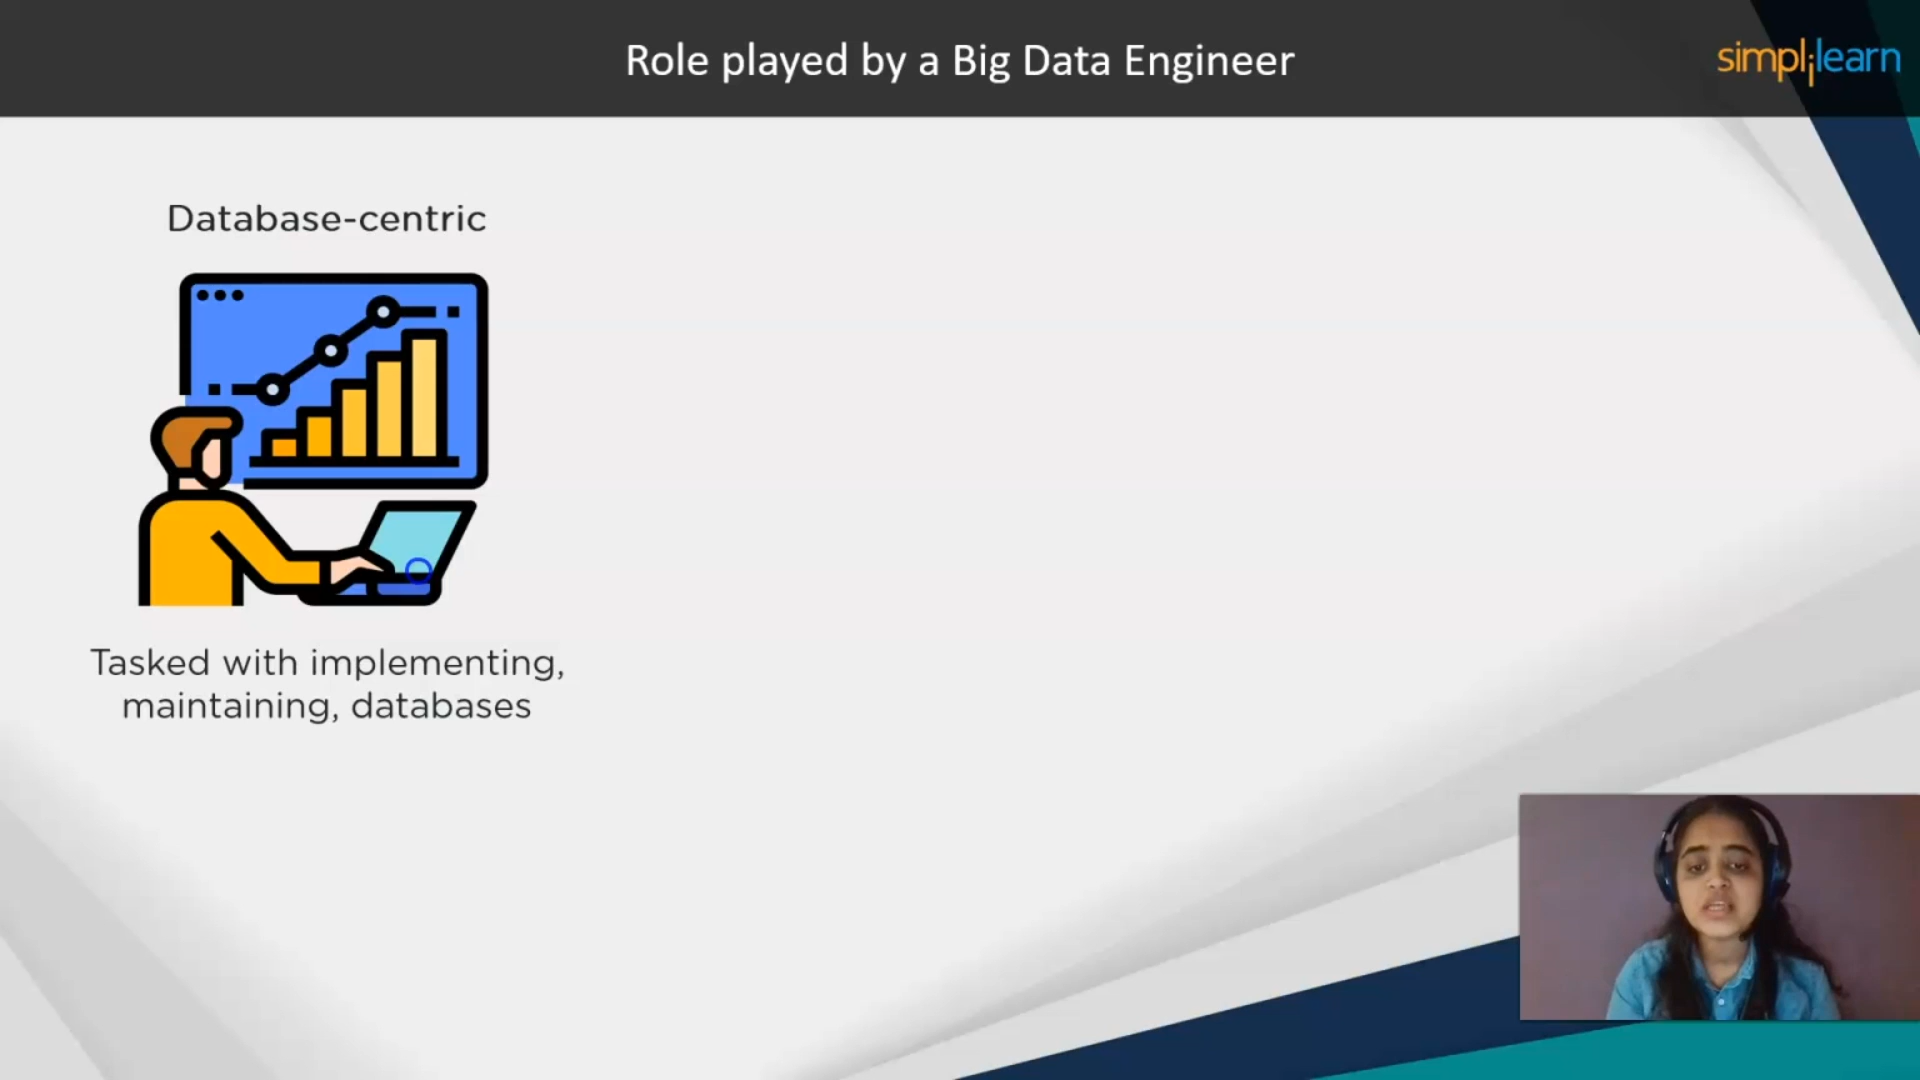 Role played by a Big Data Engineer
simplilearn
Database-centric
Tasked with implementing,
maintaining, databases